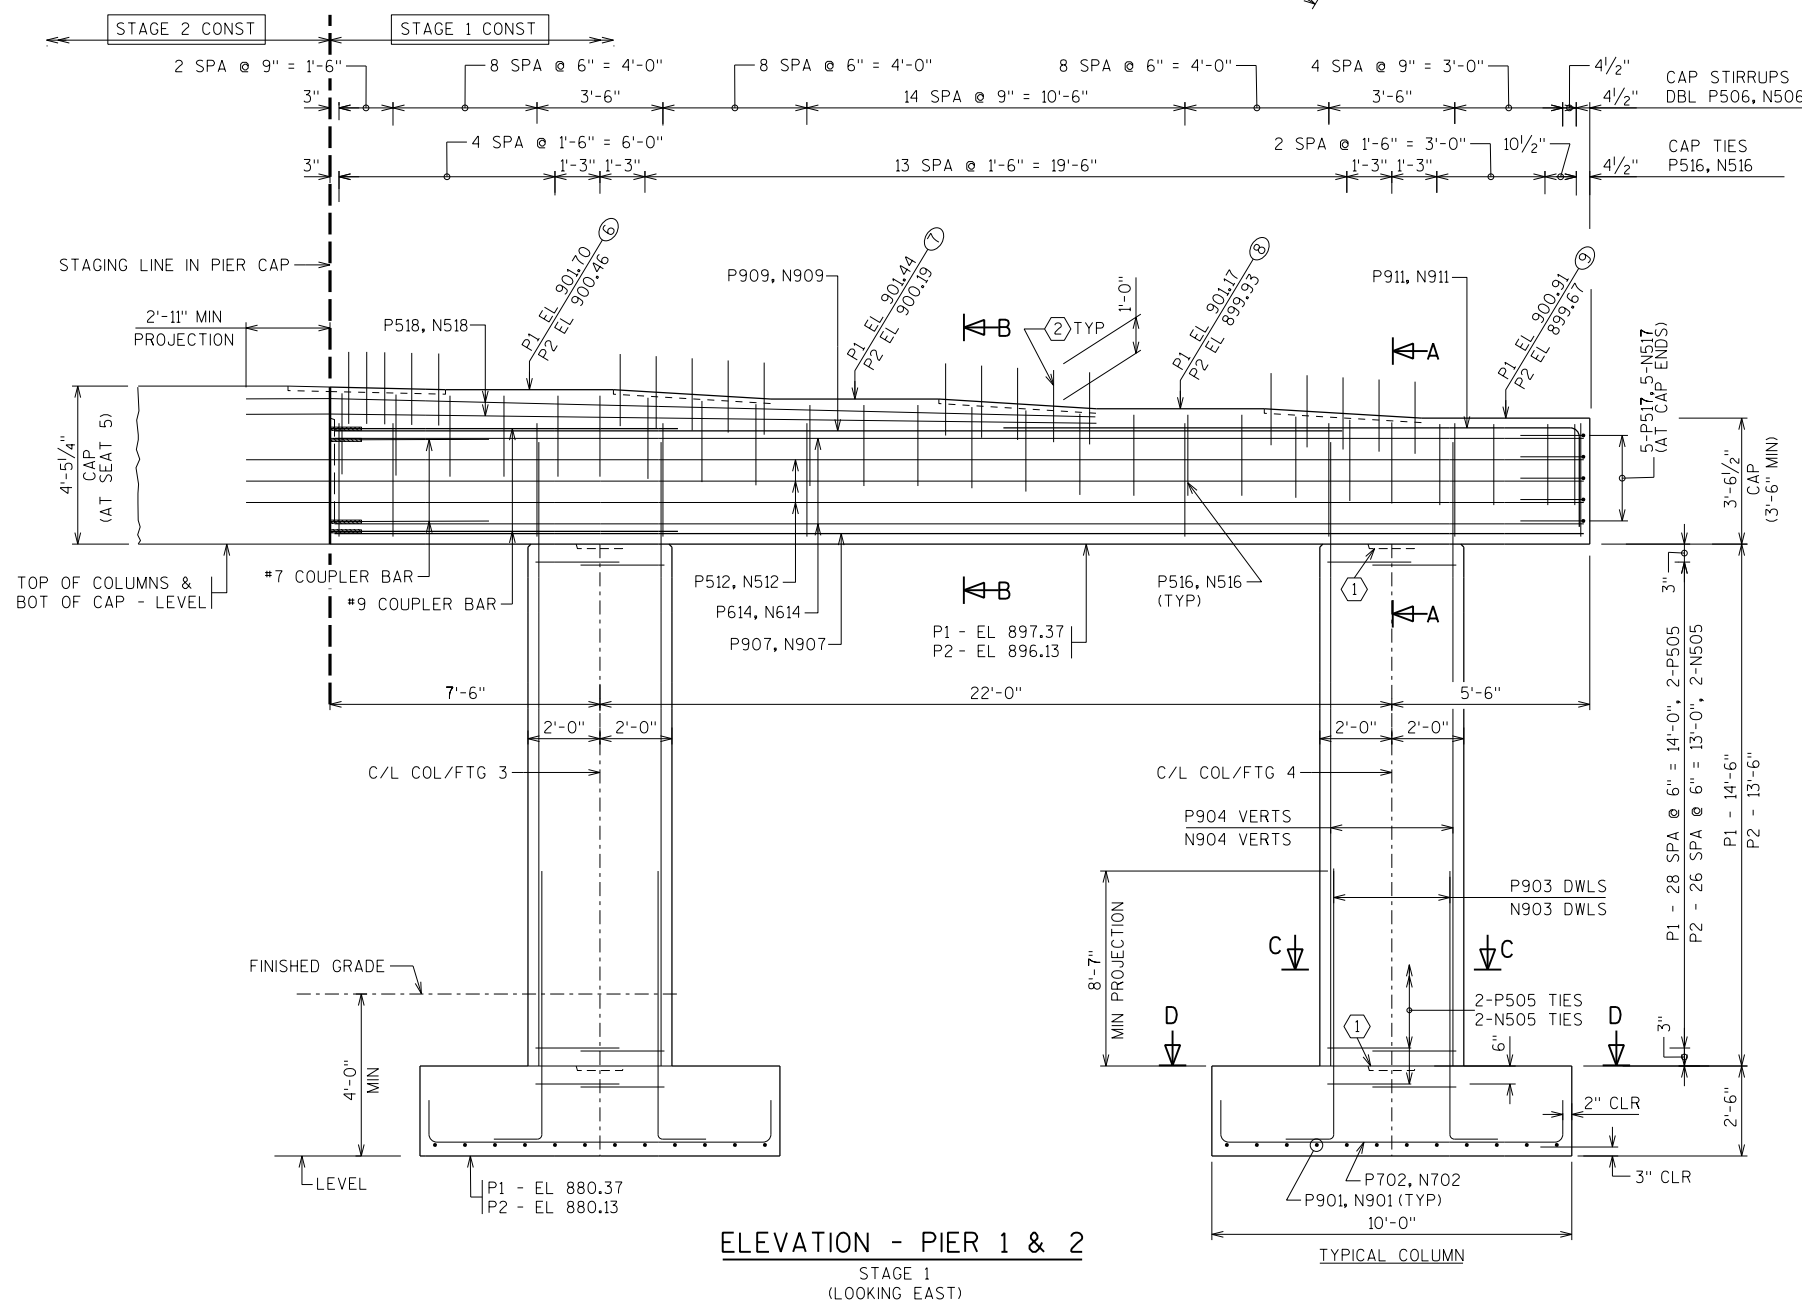 STAGE 2 CONST
STAGE 1 CONST
2 SPA @ 9" = 1'-6"
8 SPA @ 6" = 4'-0"
8 SPA @ 6" = 4'-0"
8 SPA @ 6" = 4'-0"
4 SPA @ 9" = 3'-0"
4½"
3"
3'-6"
14 SPA @ 9" = 10'-6"
3'-6"
4½"
CAP STIRRUPS
DBL P506, N506
4 SPA @ 1'-6" = 6'-0"
2 SPA @ 1'-6" = 3'-0"
10½"
3"
1'-3"
1'-3"
13 SPA @ 1'-6" = 19'-6"
1'-3"
1'-3"
4½"
CAP TIES
P516, N516
STAGING LINE IN PIER CAP
P1 EL 901.70
P2 EL 900.46
6
P1 EL 901.44
P2 EL 900.19
7
P1 EL 901.17
P2 EL 899.93
8
P1 EL 900.91
P2 EL 899.67
9
P909, N909
P911, N911
1'-0"
2'-11" MIN
PROJECTION
P518, N518
B
2
TYP
A
5-P517, 5-N517
(AT CAP ENDS)
4'-5¼"
CAP
(AT SEAT 5)
3'-6½"
CAP
(3'-6" MIN)
TOP OF COLUMNS &
BOT OF CAP - LEVEL
#7 COUPLER BAR
#9 COUPLER BAR
P512, N512
P614, N614
P907, N907
B
P1 - EL 897.37
P2 - EL 896.13
P516, N516
(TYP)
1
A
3"
7'-6"
22'-0"
5'-6"
2'-0"
2'-0"
2'-0"
2'-0"
C/L COL/FTG 3
C/L COL/FTG 4
P904 VERTS
N904 VERTS
P1 - 28 SPA @ 6" = 14'-0", 2-P505
P2 - 26 SPA @ 6" = 13'-0", 2-N505
P1 - 14'-6"
P2 - 13'-6"
8'-7"
MIN PROJECTION
P903 DWLS
N903 DWLS
C
C
FINISHED GRADE
2-P505 TIES
2-N505 TIES
D
1
6"
D
3"
4'-0"
MIN
2" CLR
2'-6"
LEVEL
P1 - EL 880.37
P2 - EL 880.13
P702, N702
P901, N901 (TYP)
3" CLR
10'-0"
TYPICAL COLUMN
ELEVATION - PIER 1 & 2
STAGE 1
(LOOKING EAST)